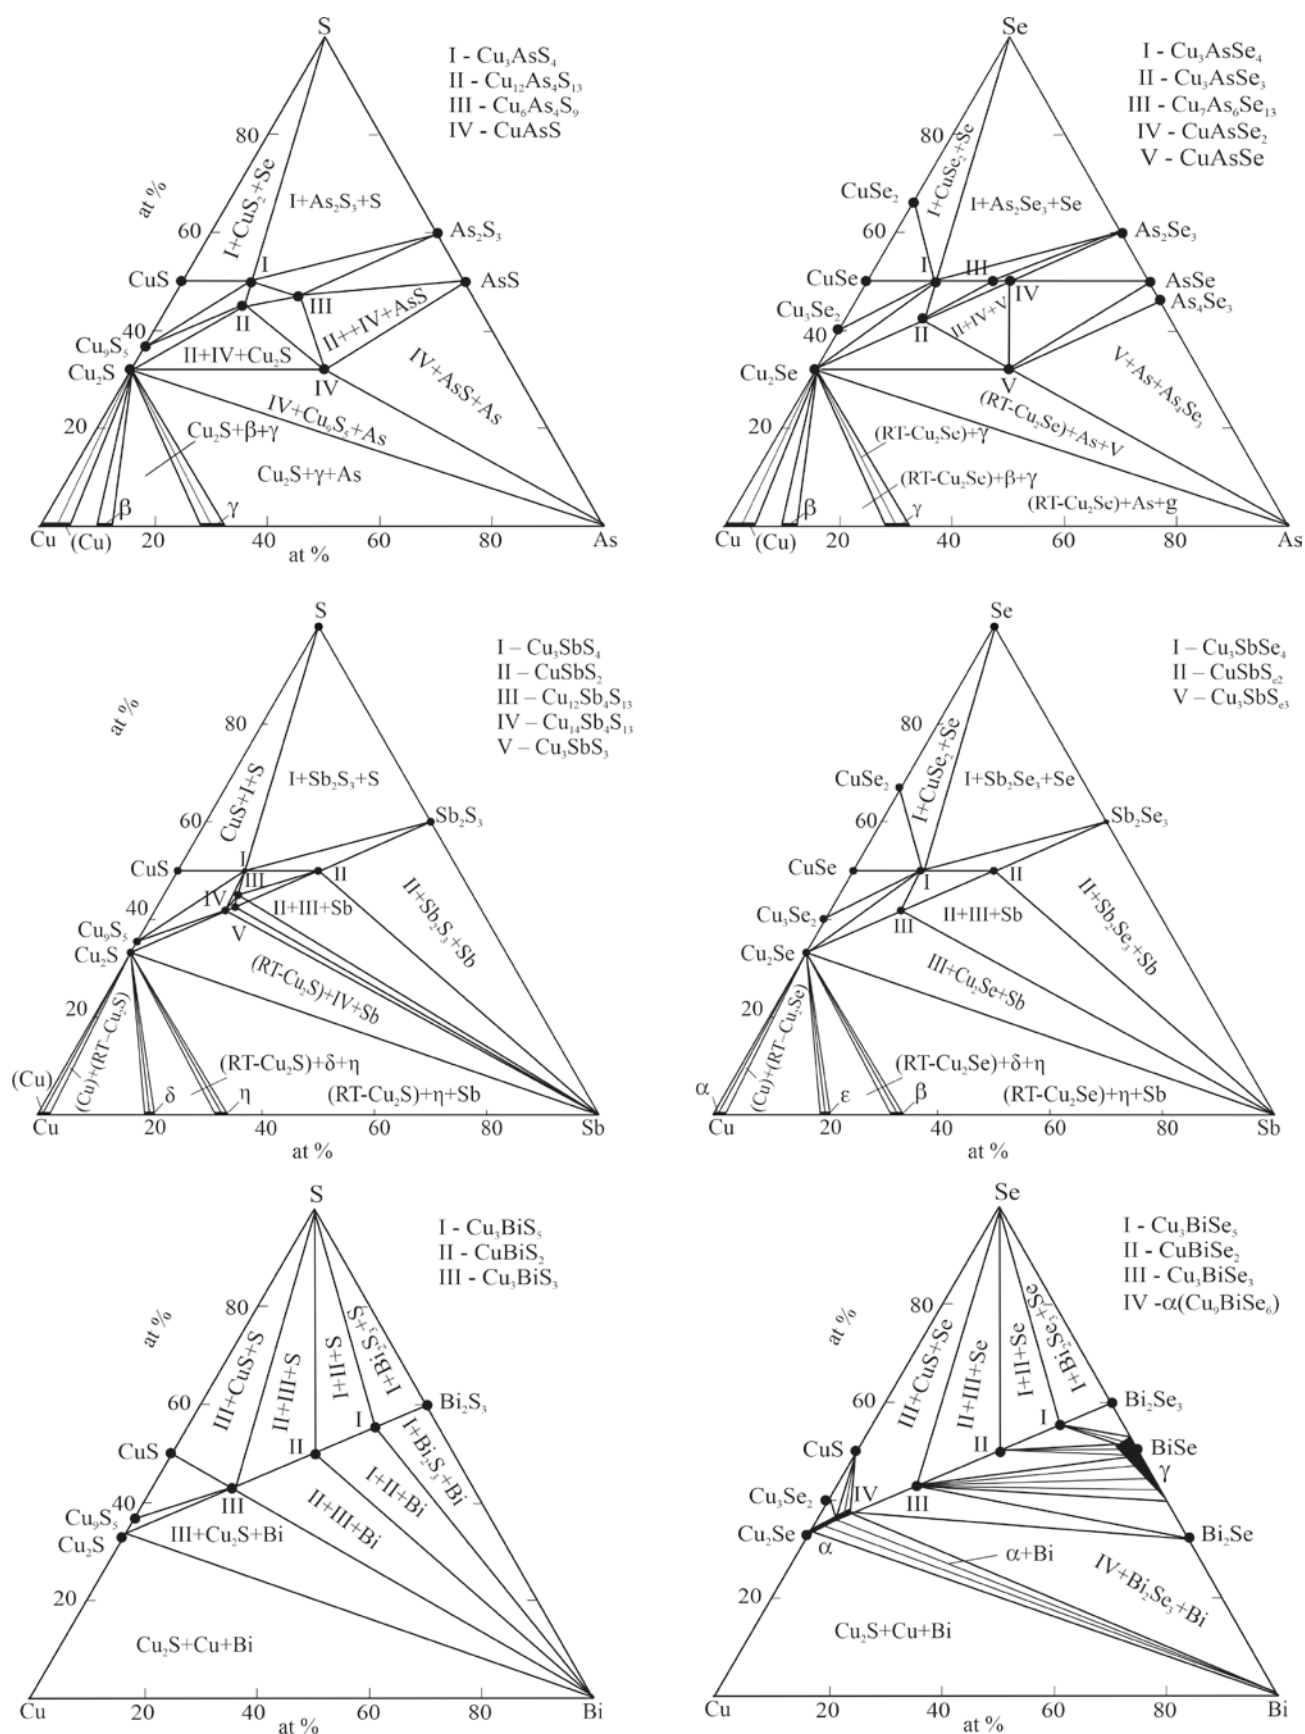 S
I - Cu₃AsS₄
II - Cu₁₂As₄S₁₃
III - Cu₆As₄S₉
IV - CuAsS
80
at %
I+CuS₂+Se
I+As₂S₃+S
60
As₂S₃
CuS
I
AsS
III
II
40
Cu₉S₅
II++IV+AsS
II+IV+Cu₂S
Cu₂S
IV
IV+AsS+As
IV+Cu₉S₅+As
20
Cu₂S+β+γ
Cu₂S+γ+As
β
γ
Cu
(Cu)
20
40
60
80
As
at %
Se
I - Cu₃AsSe₄
II - Cu₃AsSe₃
III - Cu₇As₆Se₁₃
IV - CuAsSe₂
V - CuAsSe
80
I+CuSe₂+Se
CuSe₂
I+As₂Se₃+Se
60
As₂Se₃
CuSe
I
III
IV
AsSe
As₄Se₃
Cu₃Se₂
40
II
II+IV+V
Cu₂Se
V
V+As+As₄Se₃
(RT-Cu₂Se)+As+V
20
(RT-Cu₂Se)+γ
(RT-Cu₂Se)+β+γ
(RT-Cu₂Se)+As+g
β
γ
Cu
(Cu)
20
40
60
80
As
at %
S
I – Cu₃SbS₄
II – CuSbS₂
III – Cu₁₂Sb₄S₁₃
IV – Cu₁₄Sb₄S₁₃
V – Cu₃SbS₃
at %
80
CuS+I+S
I+Sb₂S₃+S
60
Sb₂S₃
CuS
I
III
II
IV
40
V
II+III+Sb
Cu₉S₅
Cu₂S
II+Sb₂S₃+Sb
(RT-Cu₂S)+IV+Sb
20
(Cu)+(RT–Cu₂S)
(RT-Cu₂S)+δ+η
(Cu)
δ
η
(RT-Cu₂S)+η+Sb
Cu
20
40
60
80
Sb
at %
Se
I – Cu₃SbSe₄
II – CuSbSₑ₂
V – Cu₃SbSₑ₃
80
CuSe₂
I+CuSe₂+Se
I+Sb₂Se₃+Se
60
Sb₂Se₃
CuSe
I
II
Cu₃Se₂
40
III
II+III+Sb
Cu₂Se
II+Sb₂Se₃+Sb
III+Cu₂Se+Sb
20
(Cu)+(RT–Cu₂Se)
(RT-Cu₂Se)+δ+η
α
ε
β
(RT-Cu₂Se)+η+Sb
Cu
20
40
60
80
Sb
at %
S
I - Cu₃BiS₅
II - CuBiS₂
III - Cu₃BiS₃
at %
80
III+CuS+S
II+III+S
I+II+S
I+Bi₂S₃+S
60
Bi₂S₃
I
CuS
II
I+Bi₂S₃+Bi
III
40
I+II+Bi
Cu₉S₅
II+III+Bi
Cu₂S
III+Cu₂S+Bi
20
Cu₂S+Cu+Bi
Cu
20
40
60
80
Bi
at %
Se
I - Cu₃BiSe₅
II - CuBiSe₂
III - Cu₃BiSe₃
IV -α(Cu₉BiSe₆)
at %
80
III+CuS+Se
II+III+Se
I+II+Se
I+Bi₂Se₃+Se
60
Bi₂Se₃
I
CuS
II
BiSe
γ
III
IV
Cu₃Se₂
Cu₂Se
α
Bi₂Se
α+Bi
IV+Bi₂Se₃+Bi
20
Cu₂S+Cu+Bi
Cu
20
40
60
80
Bi
at %